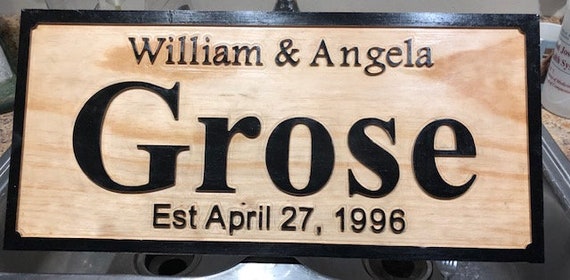 William & Angela
Grose
Est April 27, 1996